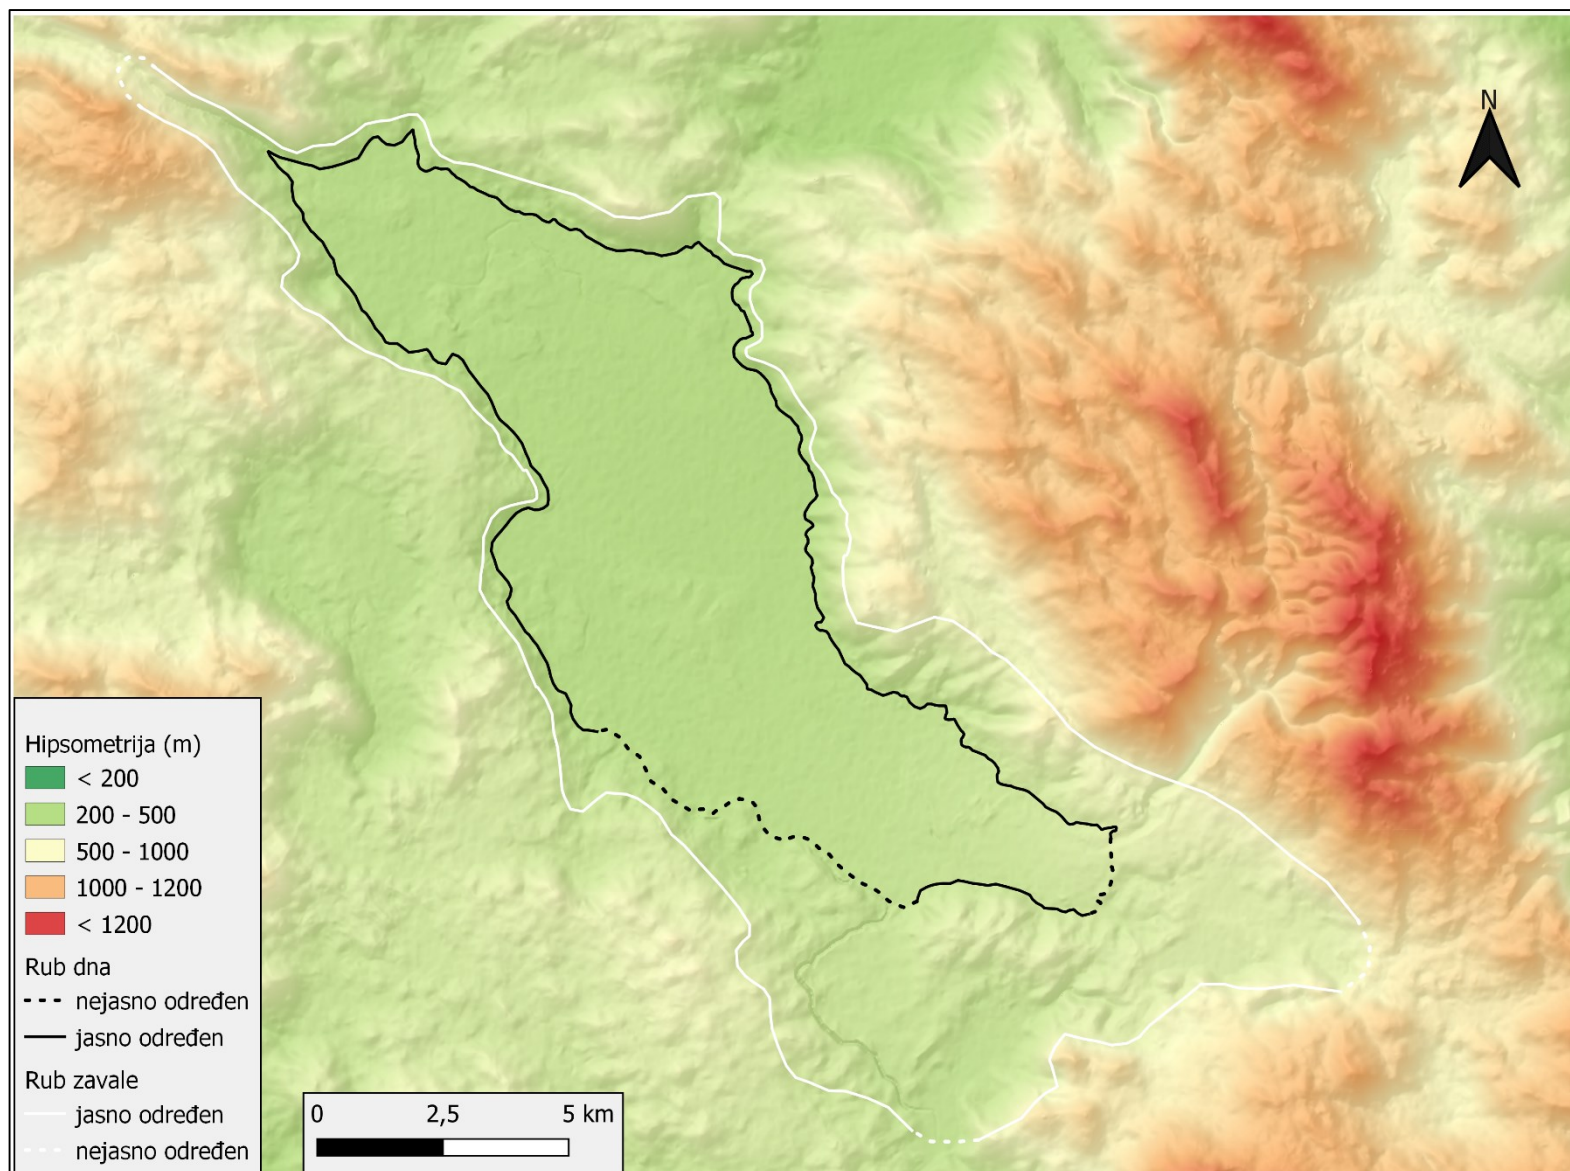 N
Hipsometrija (m)
< 200
200 - 500
500 - 1000
1000 - 1200
< 1200
Rub dna
nejasno određen
jasno određen
Rub zavale
jasno određen
nejasno određen
0 2,5 5 km